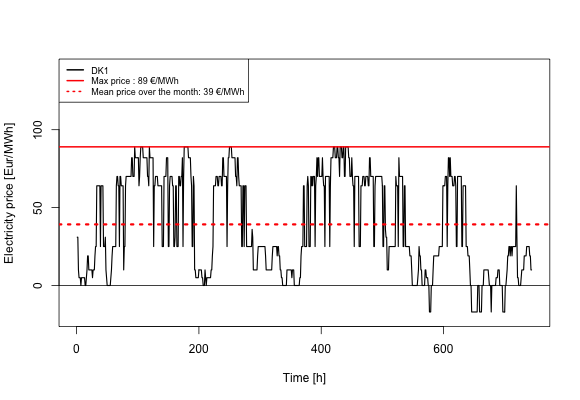 DK1
Max price : 89 €/MWh
Mean price over the month: 39 €/MWh
Electricity price [Eur/MWh]
100
50
0
0 200 400 600
Time [h]